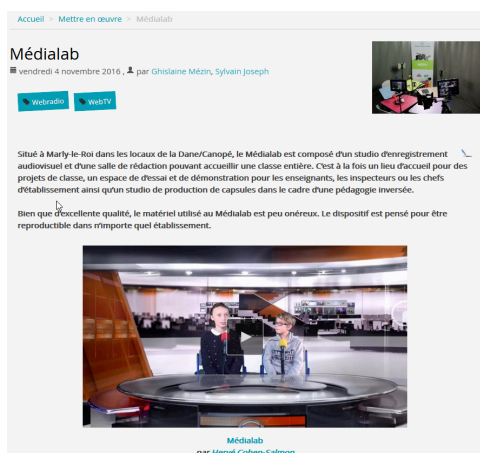 Accueil > Mettre en œuvre > Médialab
Médialab
vendredi 4 novembre 2016 , par Ghislaine Mézin, Sylvain Joseph
Webradio WebTV
Situé à Marly-le-Roi dans les locaux de la Dane/Canopé, le Médialab est composé d'un studio d'enregistrement
audiovisuel et d'une salle de rédaction pouvant accueillir une classe entière. C'est à la fois un lieu d'accueil pour des
projets de classe, un espace de d'essai et de démonstration pour les enseignants, les inspecteurs ou les chefs
d'établissement ainsi qu'un studio de production de capsules dans le cadre d'une pédagogie inversée.
Bien que d'excellente qualité, le matériel utilisé au Médialab est peu onéreux. Le dispositif est pensé pour être
reproductible dans n'importe quel établissement.
Médialab
par Hervé Cohen-Salmon